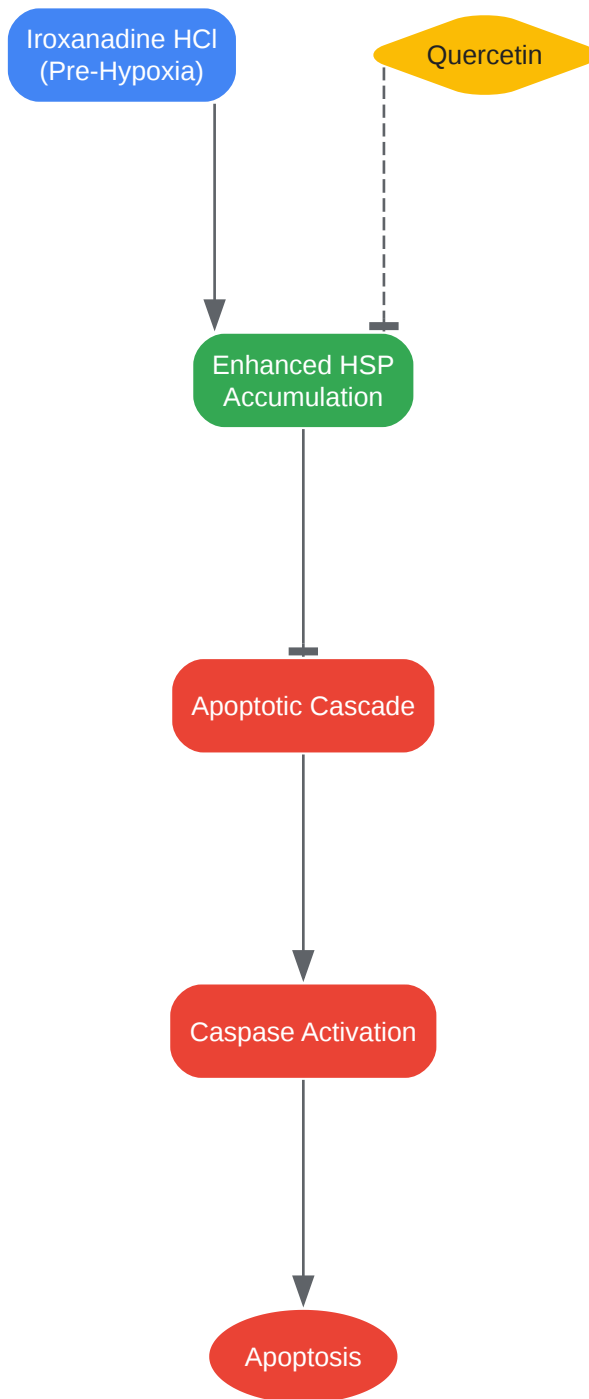 Iroxanadine HCl
(Pre-Hypoxia)
Quercetin
Enhanced HSP
Accumulation
Apoptotic Cascade
Caspase Activation
Apoptosis